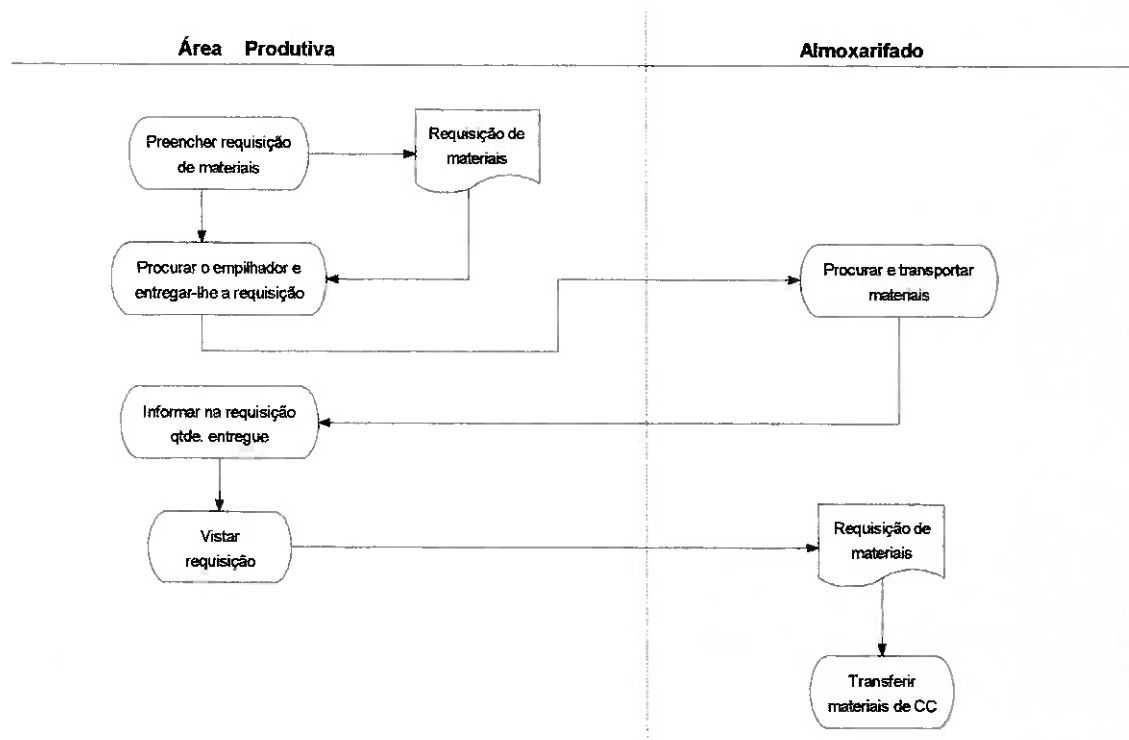 Área Produtiva
Almoxarifado
Preencher requisição
de materiais
Requisição de
materiais
Procurar o empilhador e
entregar-lhe a requisição
Procurar e transportar
materiais
Informar na requisição
qtde. entregue
Vistar
requisição
Requisição de
materiais
Transferir
materiais de CC